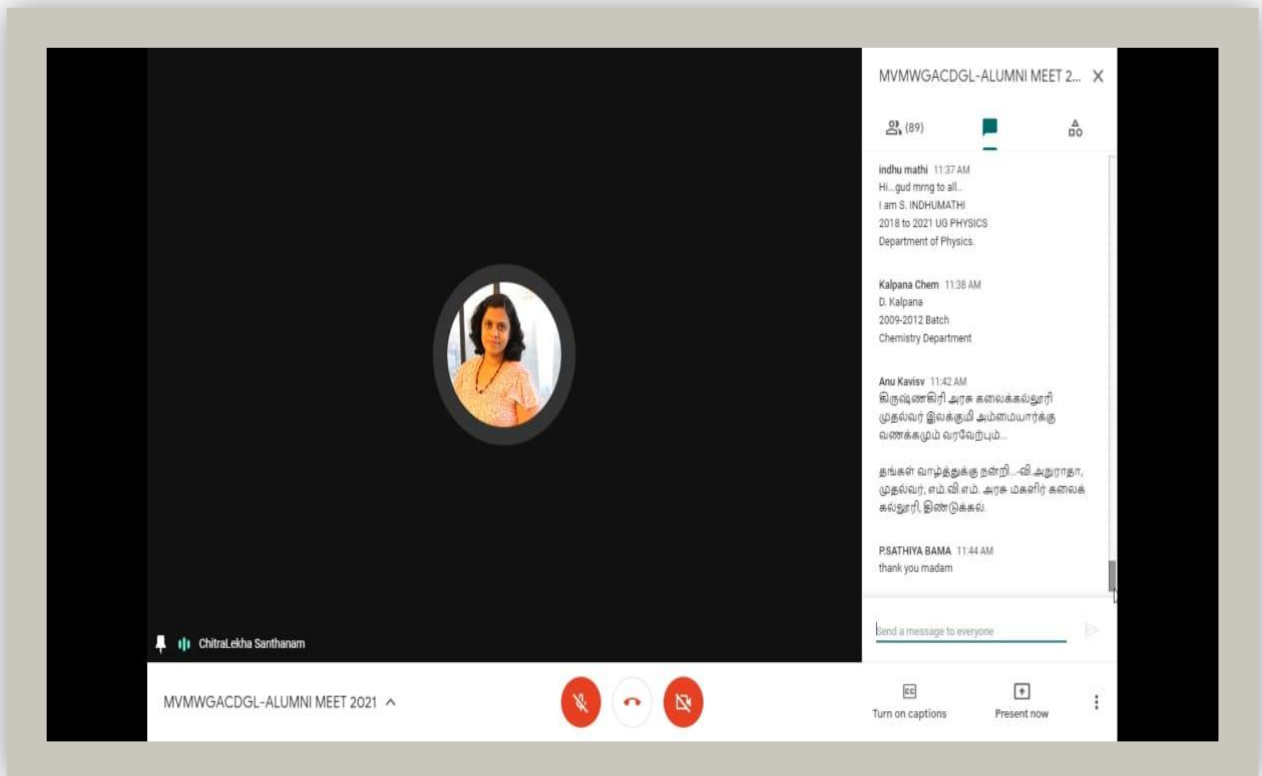 MVMWGACDGL-ALUMNI MEET 2...
(89)
indhu mathi 11:37 AM
Hi...gud mrng to all..
I am S. INDHUMATHI
2018 to 2021 UG PHYSICS
Department of Physics.
Kalpana Chem 11:38 AM
D. Kalpana
2009-2012 Batch
Chemistry Department
Anu Kavisv 11:42 AM
கிருஷ்ணகிரி அரசு கலைக்கல்லூரி
முதல்வர் இலக்குமி அம்மையார்க்கு
வணக்கமும் வரவேற்பும்...
தங்கள் வாழ்த்துக்கு நன்றி...-வி.அநுராதா,
முதல்வர், எம்.வி.எம். அரசு மகளிர் கலைக்
கல்லூரி, திண்டுக்கல்.
P.SATHIYA BAMA 11:44 AM
thank you madam
Send a message to everyone
ChitraLekha Santhanam
MVMWGACDGL-ALUMNI MEET 2021
Turn on captions
Present now